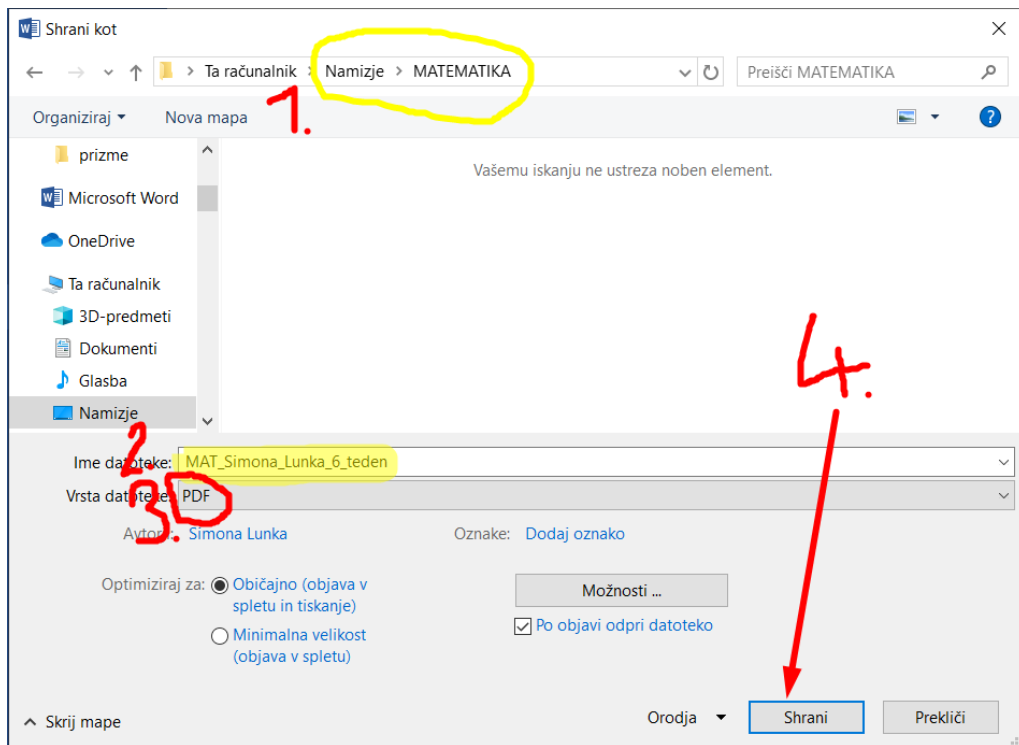 Shrani kot
Ta računalnik > Namizje > MATEMATIKA
Preišči MATEMATIKA
1.
Organiziraj
Nova mapa
prizme
Vašemu iskanju ne ustreza noben element.
Microsoft Word
OneDrive
Ta računalnik
3D-predmeti
Dokumenti
Glasba
Namizje
4.
2.
Ime datoteke: MAT_Simona_Lunka_6_teden
3.
Vrsta datoteke: PDF
Avtorji: Simona Lunka
Oznake: Dodaj oznako
Optimiziraj za:
Običajno (objava v
spletu in tiskanje)
Minimalna velikost
(objava v spletu)
Možnosti ...
Po objavi odpri datoteko
Skrij mape
Orodja
Shrani
Prekliči